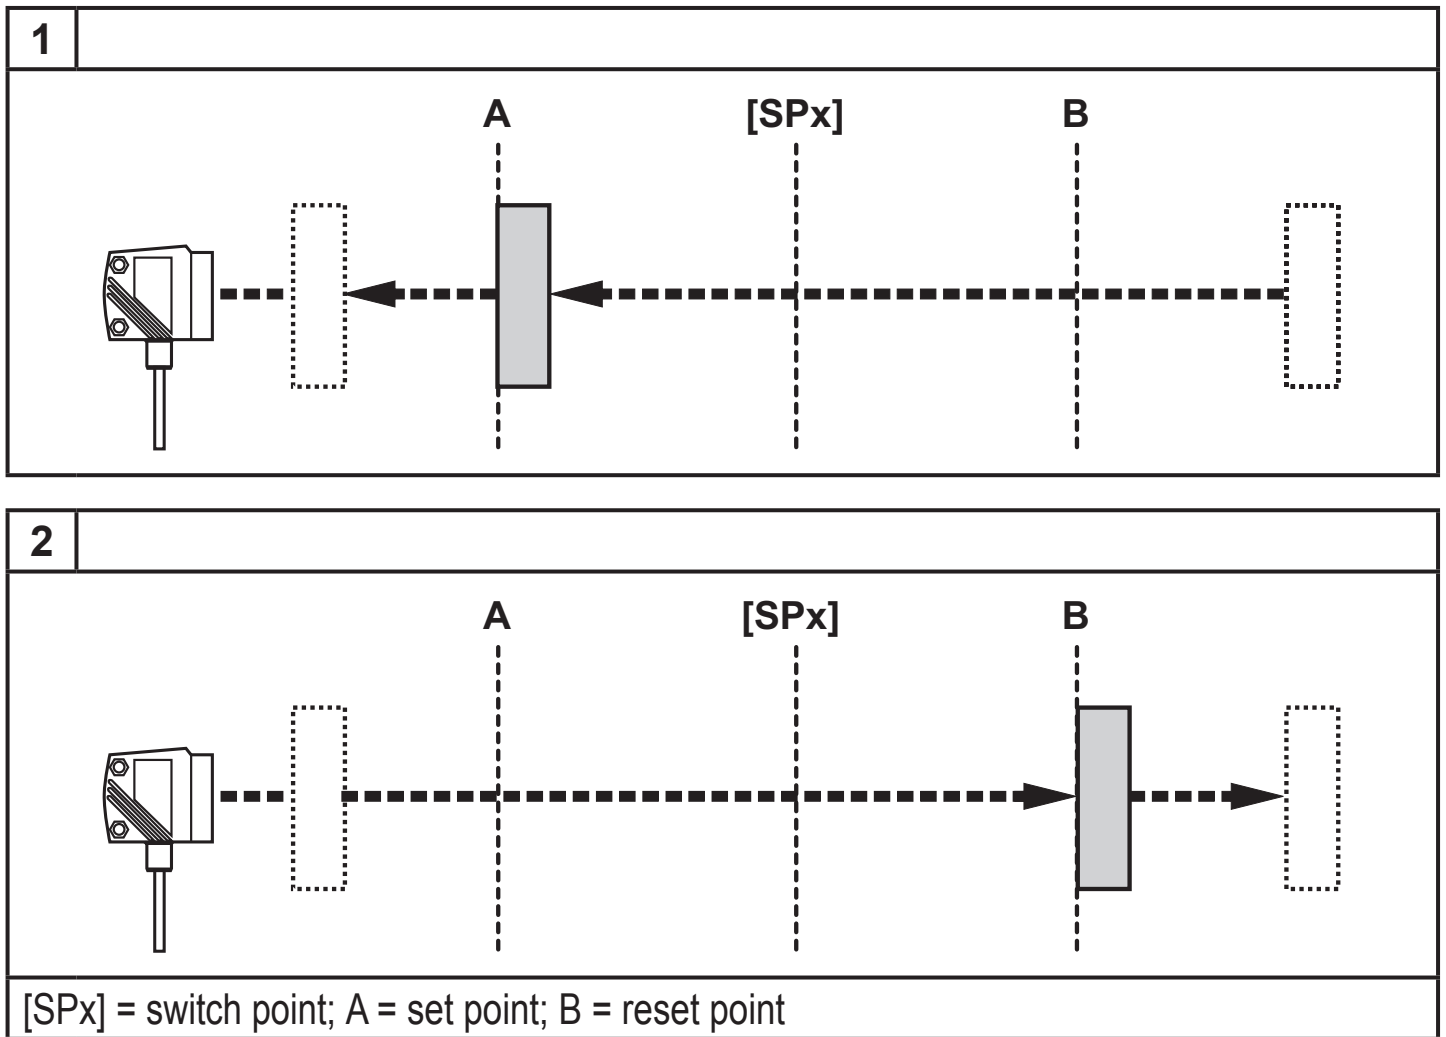 1
A [SPx] B
2
A [SPx] B
[SPx] = switch point; A = set point; B = reset point